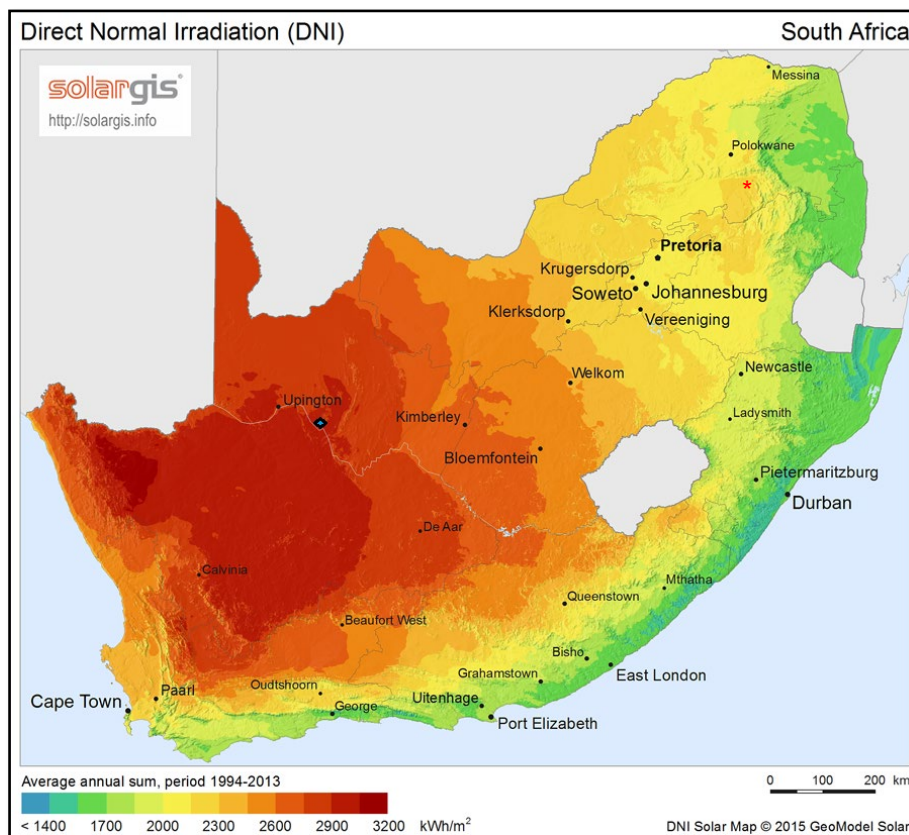 Direct Normal Irradiation (DNI)
South Africa
solargis
http://solargis.info
Messina
Polokwane
*
Pretoria
Krugersdorp
Soweto
Johannesburg
Klerksdorp
Vereeniging
Welkom
Newcastle
Upington
Kimberley
Ladysmith
Bloemfontein
Pietermaritzburg
Durban
De Aar
Calvinia
Mthatha
Queenstown
Beaufort West
Bisho
East London
Grahamstown
Oudtshoorn
Paarl
Cape Town
Uitenhage
George
Port Elizabeth
Average annual sum, period 1994-2013
< 1400 1700 2000 2300 2600 2900 3200 kWh/m²
0 100 200 km
DNI Solar Map © 2015 GeoModel Solar